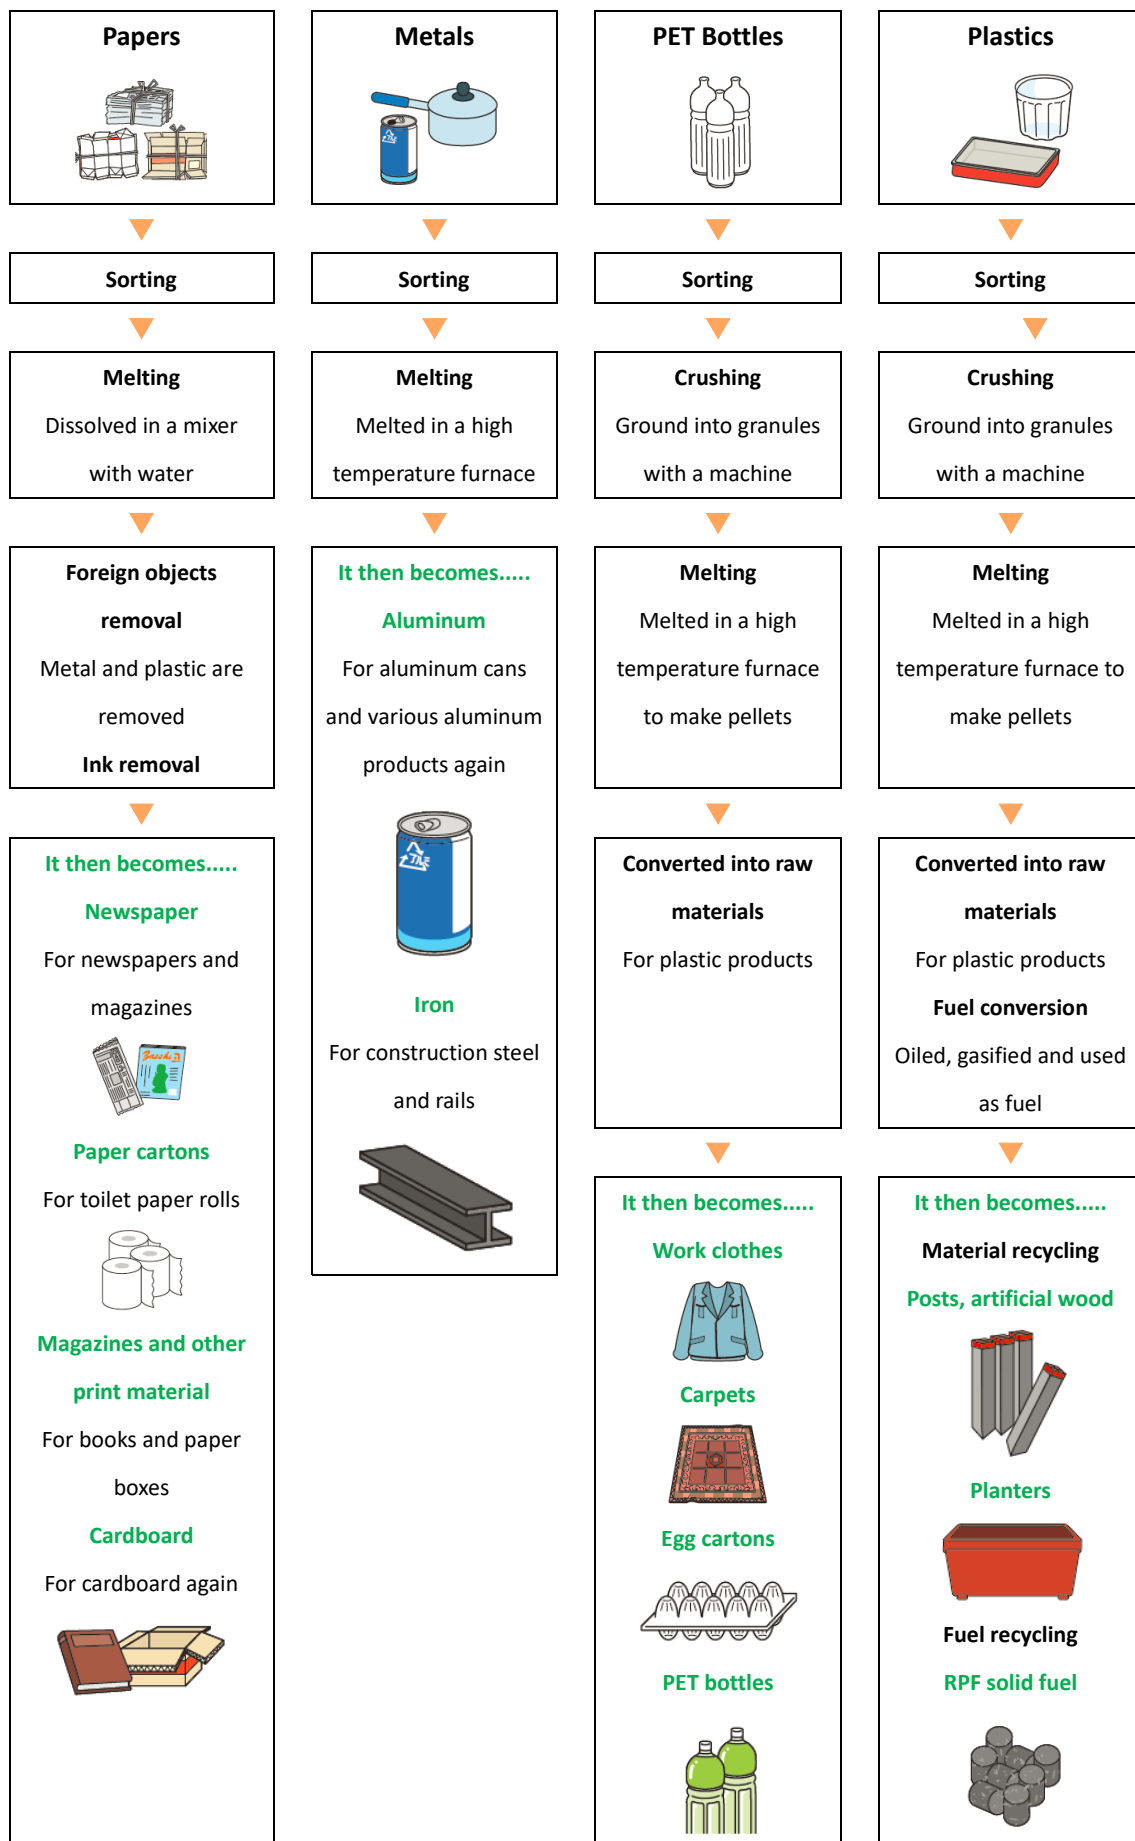 Papers
Sorting
Melting
Dissolved in a mixer
with water
Foreign objects
removal
Metal and plastic are
removed
Ink removal
It then becomes.....
Newspaper
For newspapers and
magazines
Paper cartons
For toilet paper rolls
Magazines and other
print material
For books and paper
boxes
Cardboard
For cardboard again
Metals
Sorting
Melting
Melted in a high
temperature furnace
It then becomes.....
Aluminum
For aluminum cans
and various aluminum
products again
Iron
For construction steel
and rails
PET Bottles
Sorting
Crushing
Ground into granules
with a machine
Melting
Melted in a high
temperature furnace
to make pellets
Converted into raw
materials
For plastic products
It then becomes.....
Work clothes
Carpets
Egg cartons
PET bottles
Plastics
Sorting
Crushing
Ground into granules
with a machine
Melting
Melted in a high
temperature furnace to
make pellets
Converted into raw
materials
For plastic products
Fuel conversion
Oiled, gasified and used
as fuel
It then becomes.....
Material recycling
Posts, artificial wood
Planters
Fuel recycling
RPF solid fuel